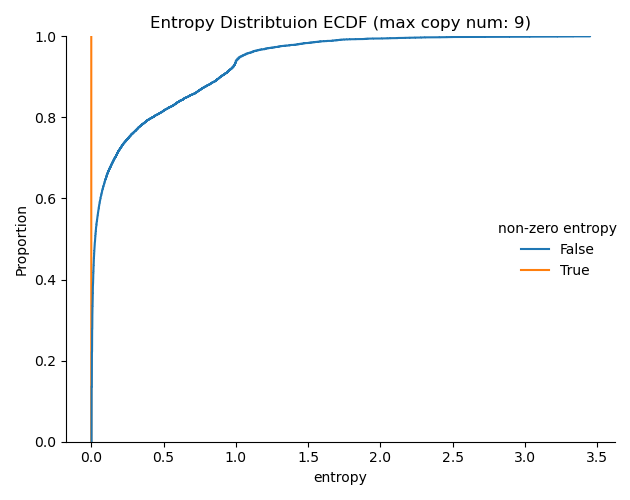 Entropy Distribtuion ECDF (max copy num: 9)
1.0
0.8
0.6
0.4
0.2
0.0
Proportion
non-zero entropy
False
True
0.0 0.5 1.0 1.5 2.0 2.5 3.0 3.5
entropy